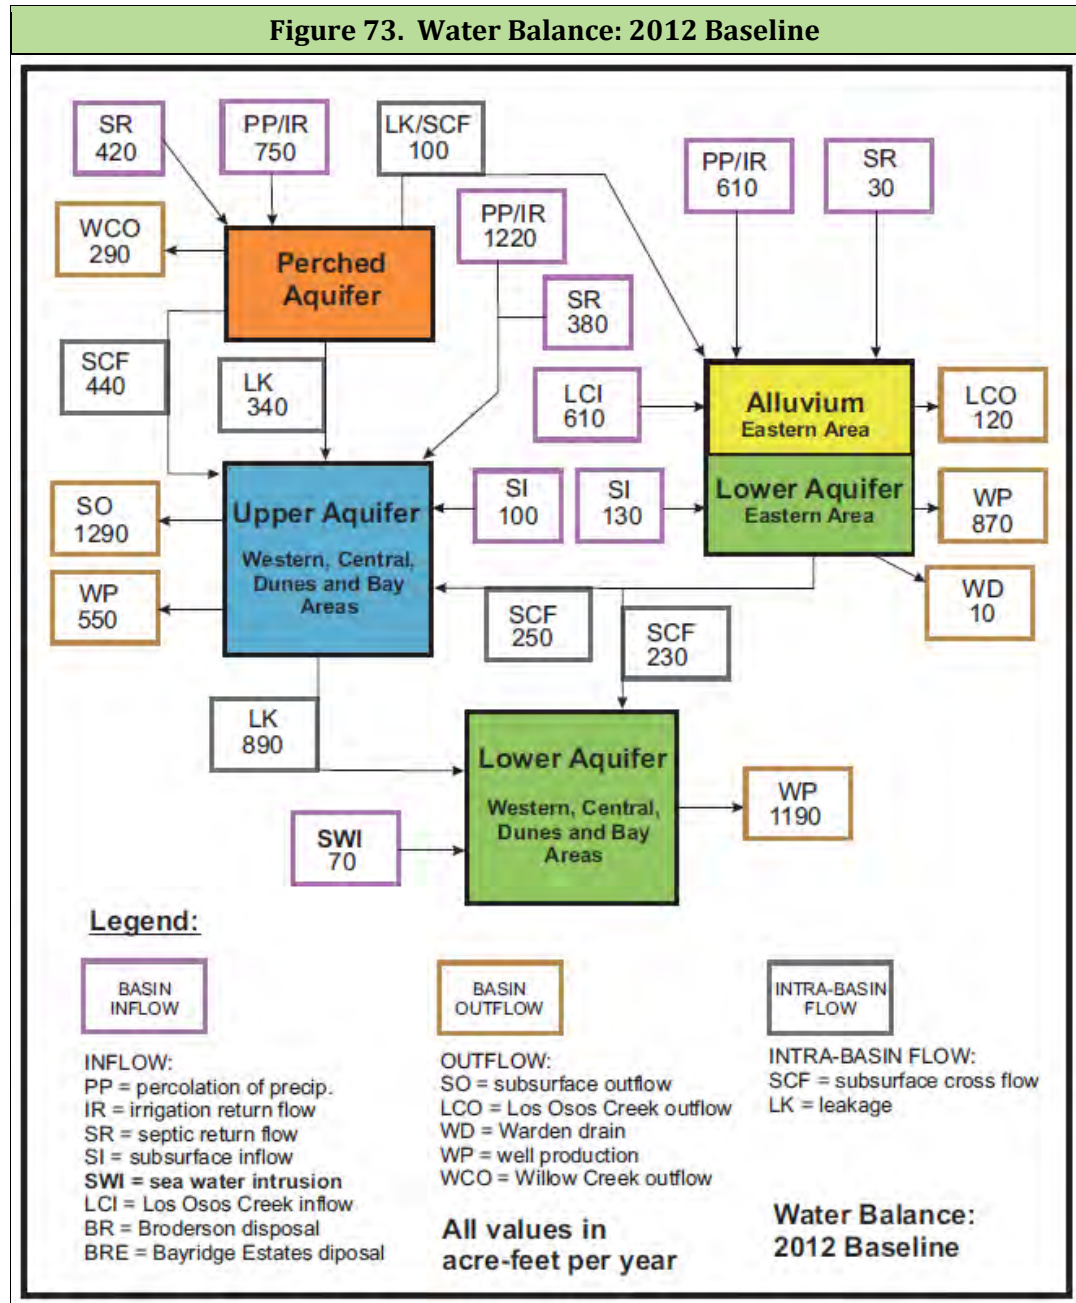 Figure 73.  Water Balance: 2012 Baseline
SR
420
PP/IR
750
LK/SCF
100
PP/IR
610
SR
30
WCO
290
Perched
Aquifer
PP/IR
1220
SR
380
SCF
440
LK
340
LCI
610
Alluvium
Eastern Area
LCO
120
Lower Aquifer
Eastern Area
SO
1290
Upper Aquifer
Western, Central,
Dunes and Bay
Areas
SI
100
SI
130
WP
870
WP
550
WD
10
SCF
250
SCF
230
LK
890
Lower Aquifer
Western, Central,
Dunes and Bay
Areas
WP
1190
SWI
70
Legend:
BASIN
INFLOW
INFLOW:
PP = percolation of precip.
IR = irrigation return flow
SR = septic return flow
SI = subsurface inflow
SWI = sea water intrusion
LCI = Los Osos Creek inflow
BR = Broderson disposal
BRE = Bayridge Estates diposal
BASIN
OUTFLOW
OUTFLOW:
SO = subsurface outflow
LCO = Los Osos Creek outflow
WD = Warden drain
WP = well production
WCO = Willow Creek outflow
All values in
acre-feet per year
INTRA-BASIN
FLOW
INTRA-BASIN FLOW:
SCF = subsurface cross flow
LK = leakage
Water Balance:
2012 Baseline